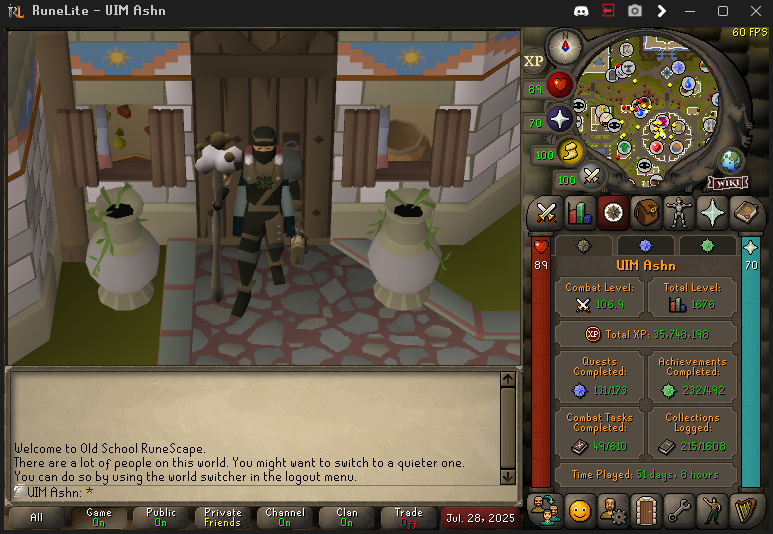 RuneLite - UIM Ashn
60 FPS
XP
89
70
100
100
WIKI
89
70
UIM Ashn
Combat Level:
106.9
Total Level:
1676
XP Total XP: 35,748,198
Quests
Completed:
131/173
Achievements
Completed:
232/492
Combat Tasks
Completed:
49/610
Collections
Logged:
215/1608
Time Played: 51 days, 8 hours
Welcome to Old School RuneScape.
There are a lot of people on this world. You might want to switch to a quieter one.
You can do so by using the world switcher in the logout menu.
UIM Ashn: *
All
Game
On
Public
On
Private
Friends
Channel
On
Clan
On
Trade
Off
Jul. 28, 2025